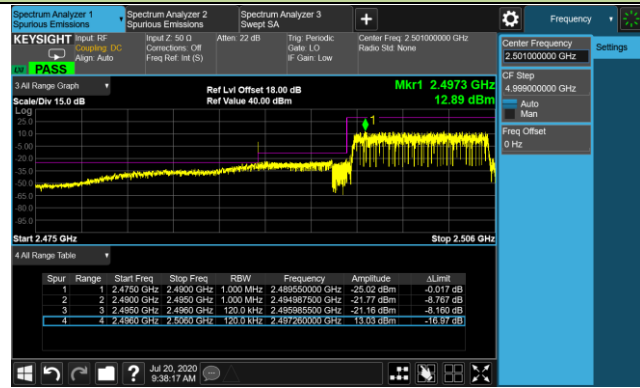 Spectrum Analyzer 1
Spurious Emissions
Spectrum Analyzer 2
Spurious Emissions
Spectrum Analyzer 3
Swept SA
+
Frequency
KEYSIGHT
Input: RF
Coupling: DC
Align: Auto
Input Z: 50 Ω
Corrections: Off
Freq Ref: Int (S)
Atten: 22 dB
Trig: Periodic
Gate: LO
IF Gain: Low
Center Freq: 2.501000000 GHz
Radio Std: None
LW PASS
Center Frequency
2.501000000 GHz
Settings
CF Step
4.999000000 GHz
Auto
Man
Freq Offset
0 Hz
3 All Range Graph
Scale/Div 15.0 dB
Ref Lvl Offset 18.00 dB
Ref Value 40.00 dBm
Mkr1 2.4973 GHz
12.89 dBm
Log
25.0
10.0
-5.00
-20.0
-35.0
-50.0
-65.0
-80.0
-95.0
1
Start 2.475 GHz
Stop 2.506 GHz
4 All Range Table
Spur Range Start Freq Stop Freq RBW Frequency Amplitude ΔLimit
1 1 2.4750 GHz 2.4900 GHz 1.000 MHz 2.489550000 GHz -25.02 dBm -0.017 dB
2 2 2.4900 GHz 2.4950 GHz 1.000 MHz 2.494987500 GHz -21.77 dBm -8.767 dB
3 3 2.4950 GHz 2.4960 GHz 120.0 kHz 2.495985500 GHz -21.16 dBm -8.160 dB
4 4 2.4960 GHz 2.5060 GHz 120.0 kHz 2.497260000 GHz 13.03 dBm -16.97 dB
?
Jul 20, 2020
9:38:17 AM